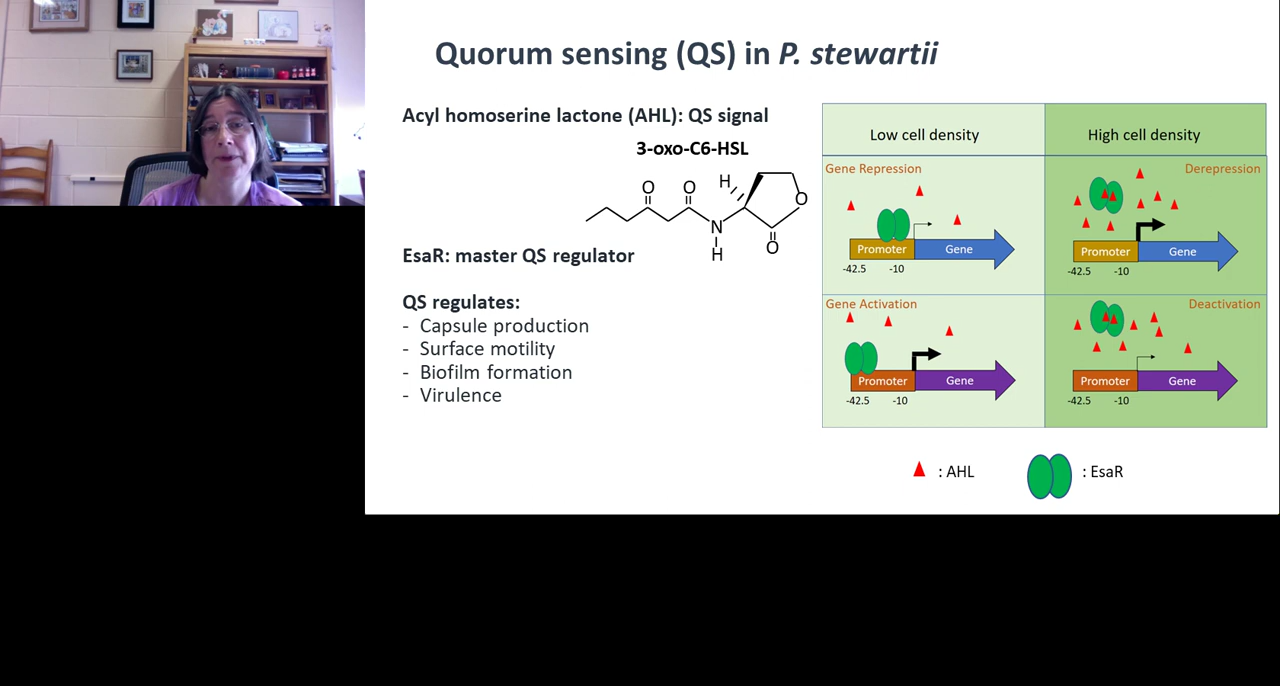 Quorum sensing (QS) in P. stewartii
Acyl homoserine lactone (AHL): QS signal
3-oxo-C6-HSL
H
O
O
O
N
H
O
EsaR: master QS regulator
QS regulates:
- Capsule production
- Surface motility
- Biofilm formation
- Virulence
Low cell density
High cell density
Gene Repression
Promoter
Gene
-42.5
-10
Derepression
Promoter
Gene
-42.5
-10
Gene Activation
Promoter
Gene
-42.5
-10
Deactivation
Promoter
Gene
-42.5
-10
: AHL
: EsaR